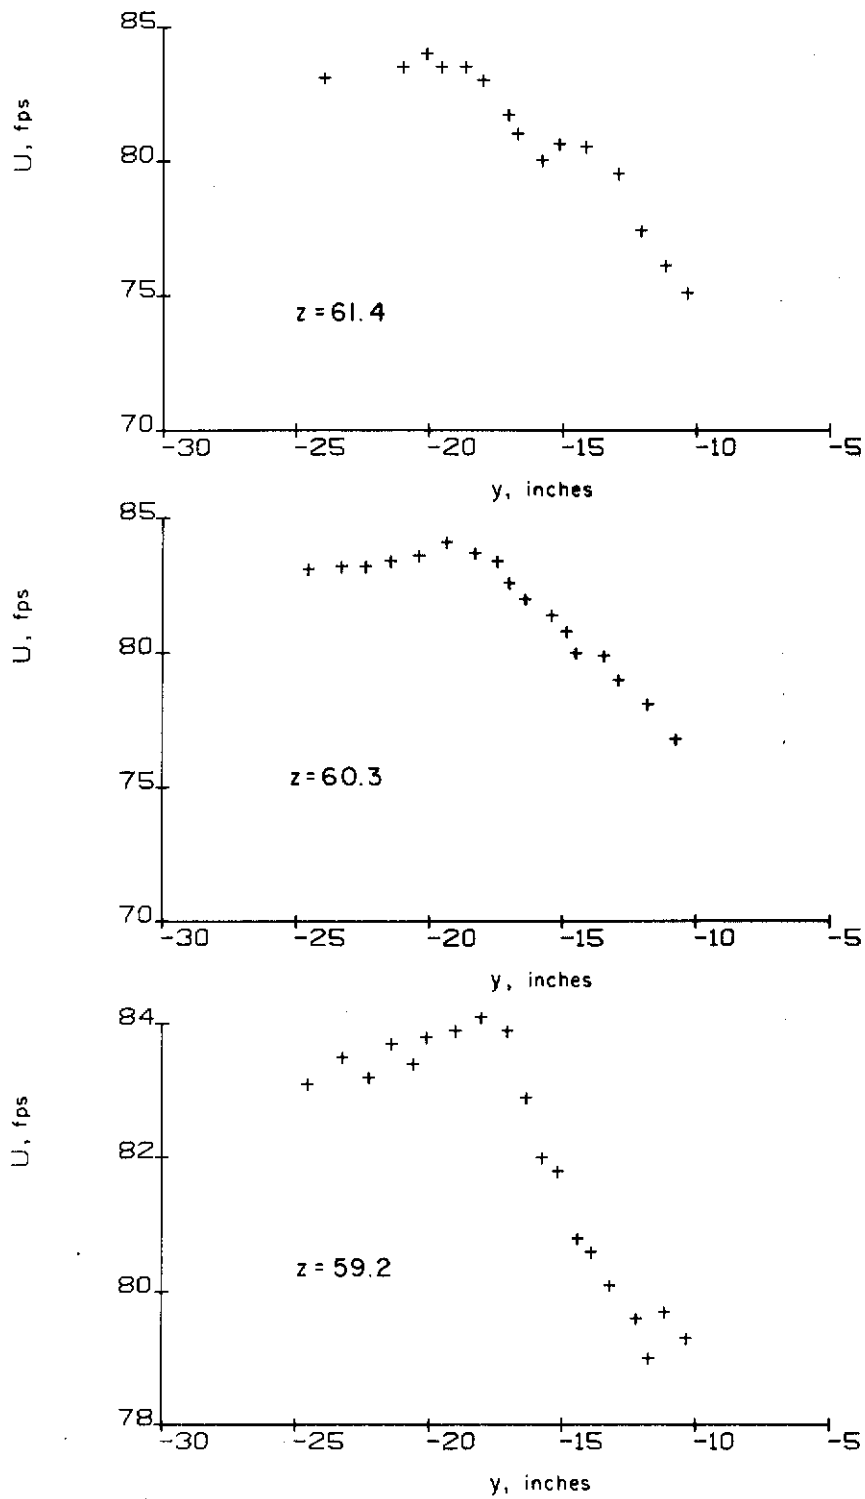 85
U, fps
80
75
z = 61.4
70
-30 -25 -20 -15 -10 -5
y, inches
85
U, fps
80
z = 60.3
75
70
-30 -25 -20 -15 -10 -5
y, inches
84
U, fps
82
z = 59.2
80
78
-30 -25 -20 -15 -10 -5
y, inches